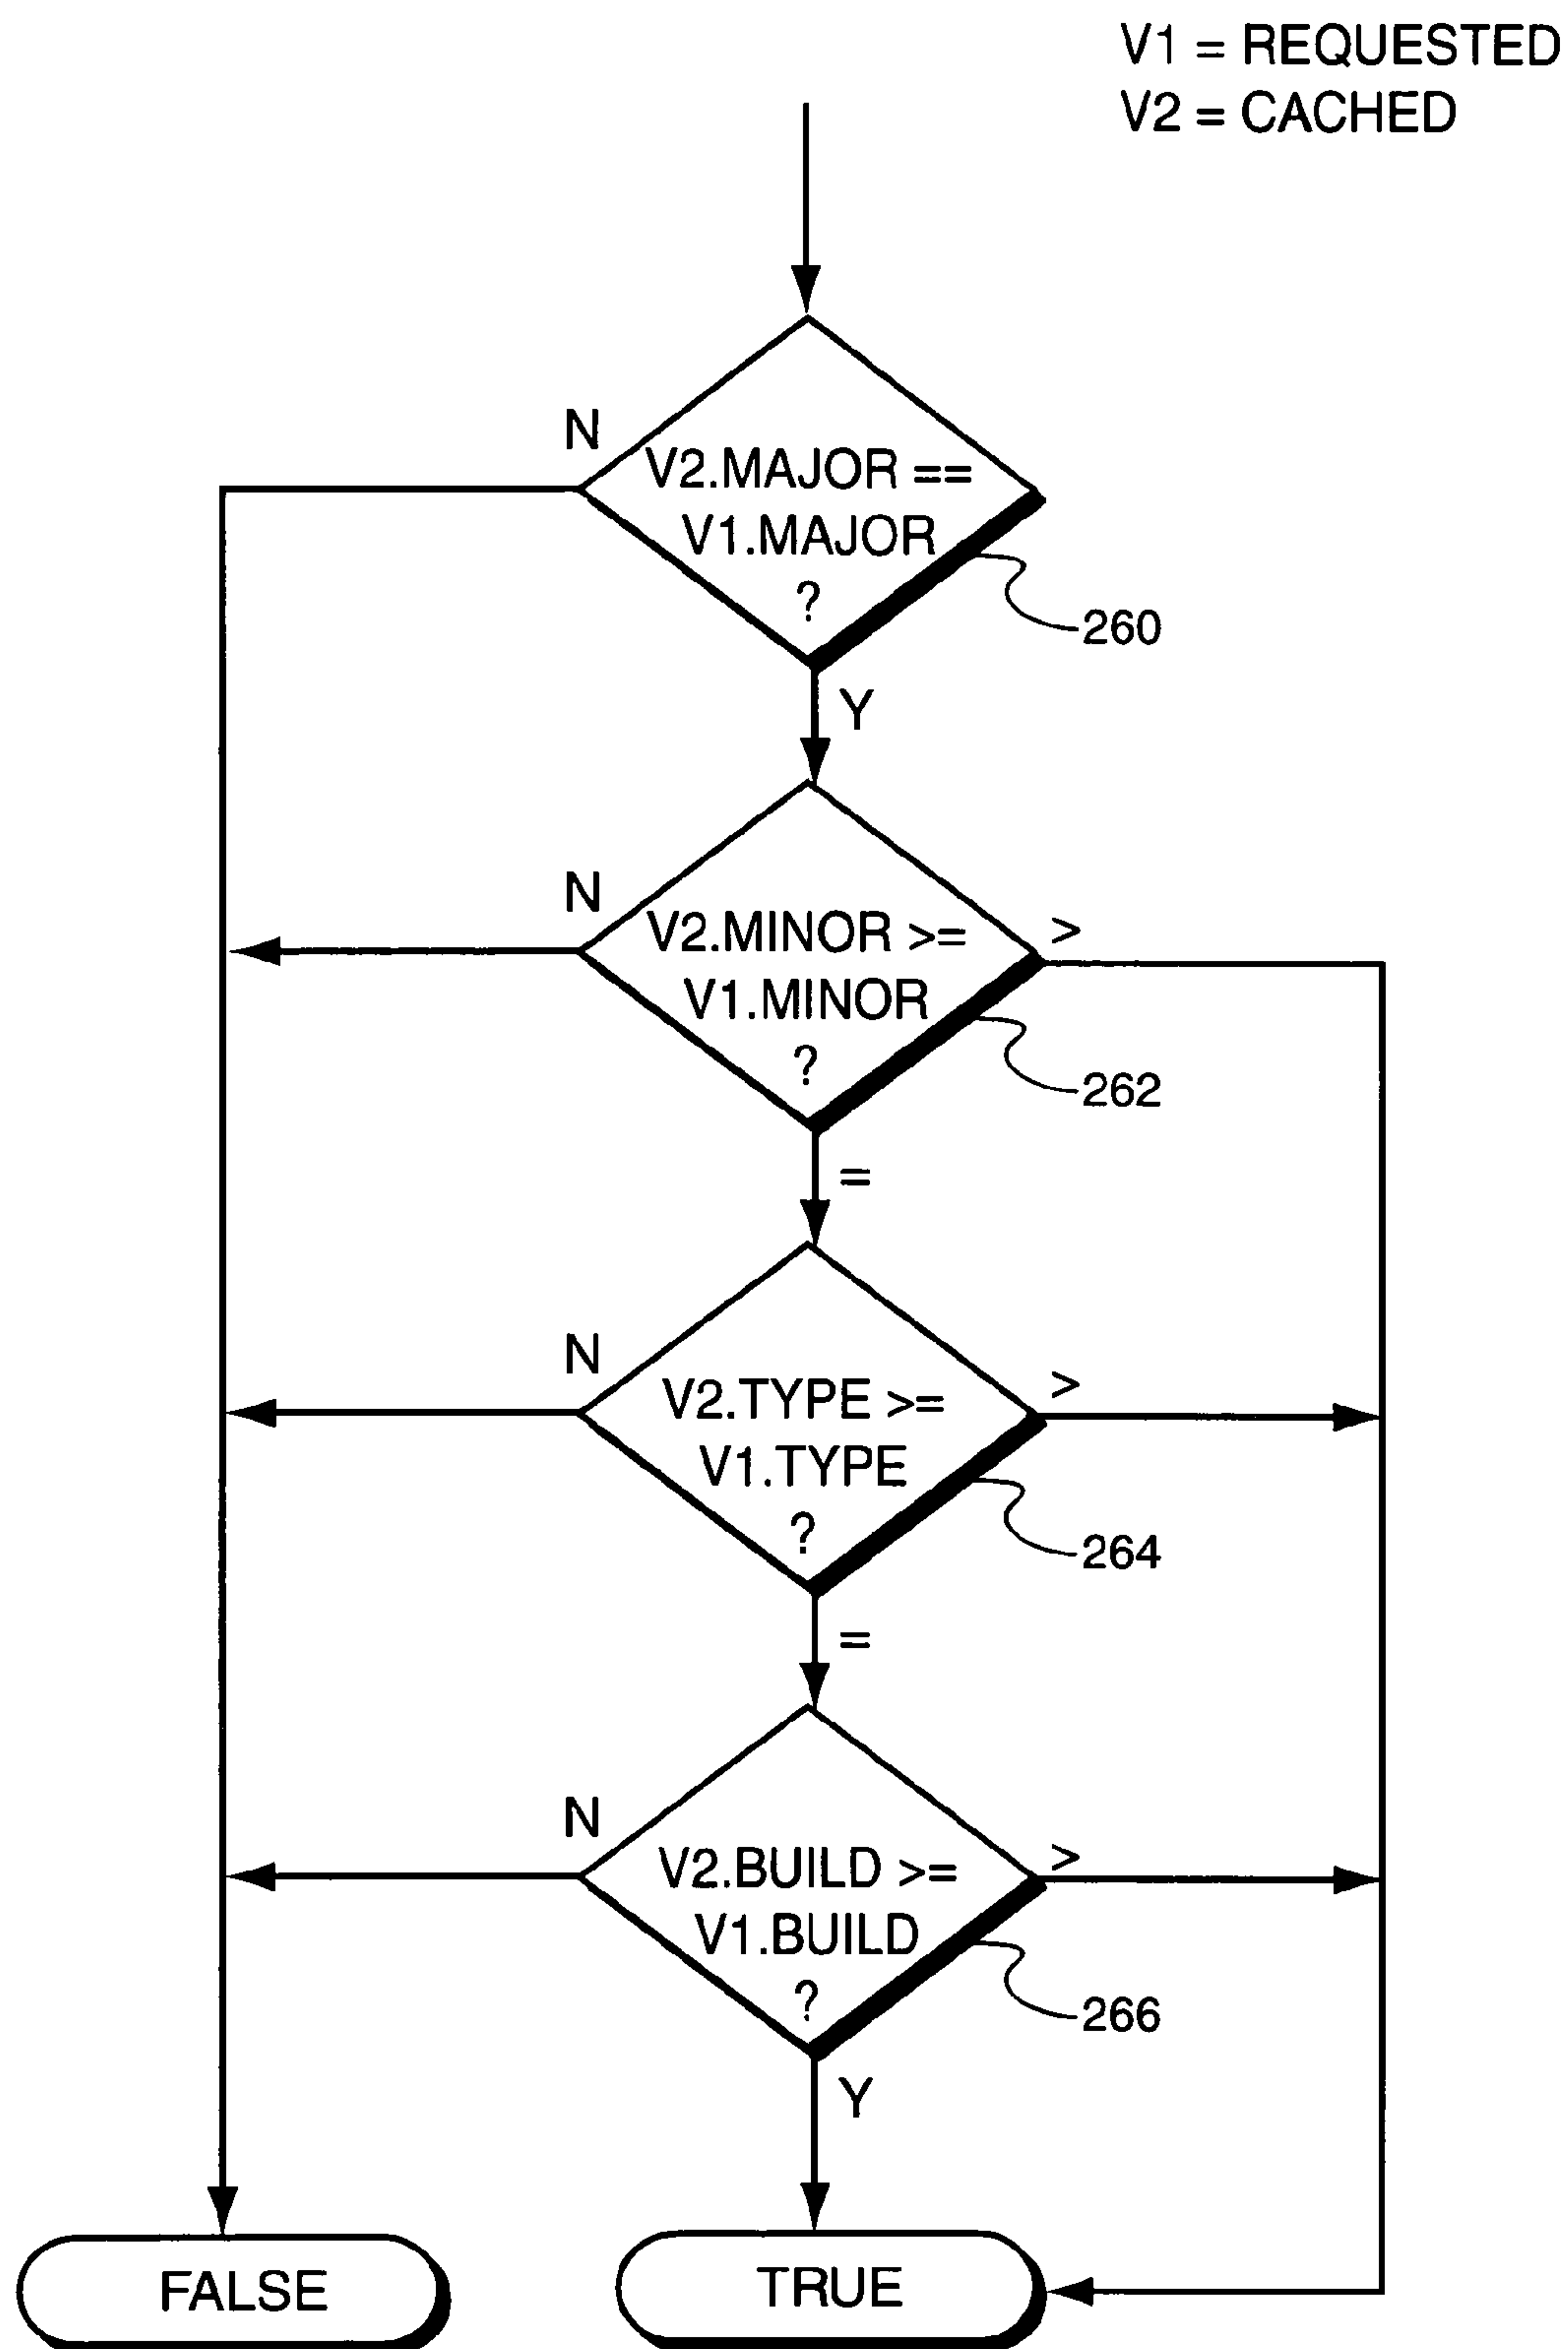 V1 = REQUESTED
V2 = CACHED
N
V2.MAJOR ==
V1.MAJOR
?
260
Y
N
V2.MINOR >=
V1.MINOR
?
>
262
=
N
V2.TYPE >=
V1.TYPE
?
>
264
=
N
V2.BUILD >=
V1.BUILD
?
>
266
Y
FALSE
TRUE